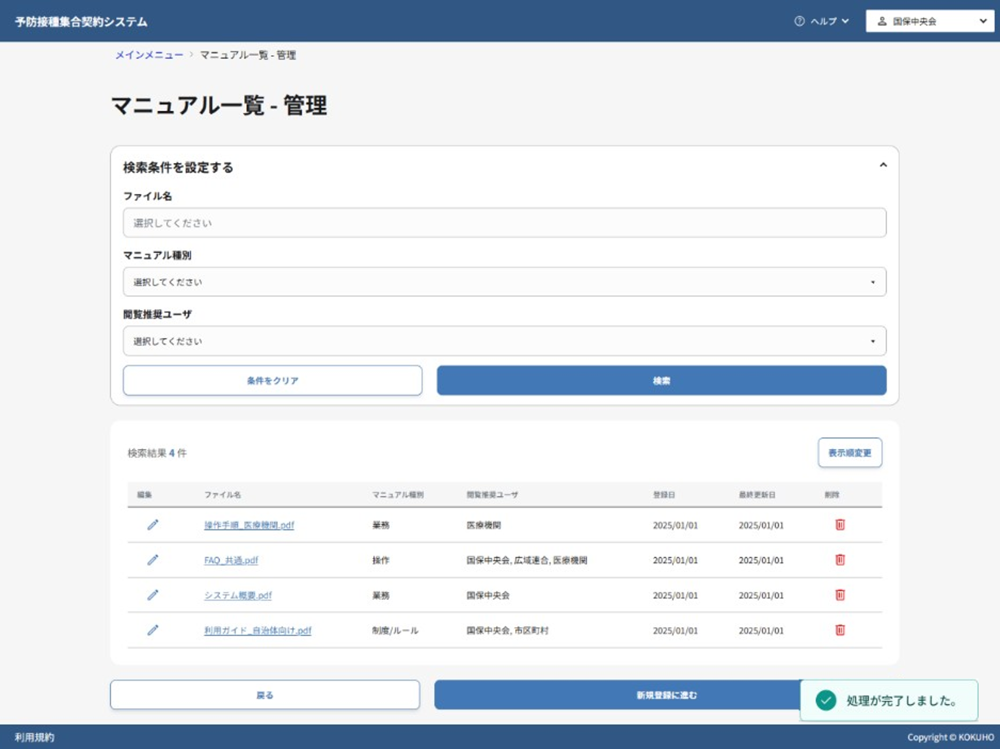 予防接種集合契約システム
ヘルプ
国保中央会
メインメニュー > マニュアル一覧 - 管理
マニュアル一覧 - 管理
検索条件を設定する
ファイル名
選択してください
マニュアル種別
選択してください
閲覧推奨ユーザ
選択してください
条件をクリア
検索
検索結果 4 件
表示順変更
編集 ファイル名 マニュアル種別 閲覧推奨ユーザ 登録日 最終更新日 削除
操作手順_医療機関.pdf 業務 医療機関 2025/01/01 2025/01/01
FAQ_共通.pdf 操作 国保中央会, 広域連合, 医療機関 2025/01/01 2025/01/01
システム概要.pdf 業務 国保中央会 2025/01/01 2025/01/01
利用ガイド_自治体向け.pdf 制度/ルール 国保中央会, 市区町村 2025/01/01 2025/01/01
戻る
新規登録に進む
処理が完了しました。
利用規約
Copyright © KOKUHO